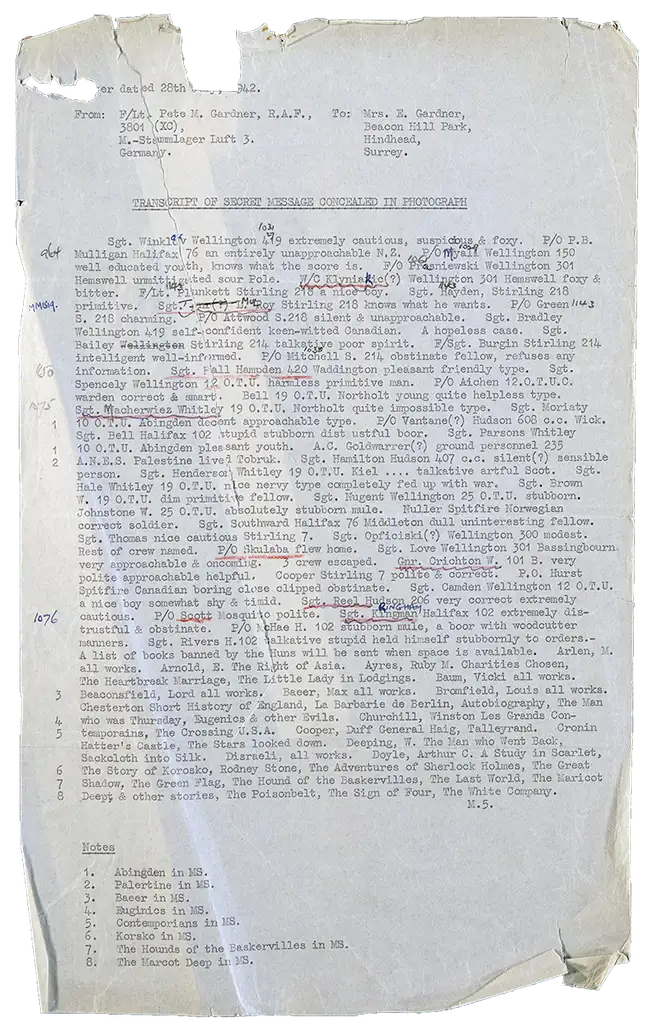 dated 28th 1942.
From: F/Lt. Pete M. Gardner, R.A.F., To: Mrs. E. Gardner,
3801 (XC), Beacon Hill Park,
M.-Stammlager Luft 3. Hindhead,
Germany. Surrey.
TRANSCRIPT OF SECRET MESSAGE CONCEALED IN PHOTOGRAPH
1031
Sgt. Wellington 419 extremely cautious, suspicious & foxy. P/O P.B.
964 Mulligan Halifax 76 an entirely unapproachable N.Z. P/O Wellington 150
well educated youth, knows what the score is. F/O Wellington 301
Hemswell unmitigated sour Pole. W/C (?) Wellington 301 Hemswell foxy &
bitter. F/Lt. Plunkett Stirling 218 a nice boy. Sgt. Hayden, Stirling 218
primitive. Sgt. Stirling 218 knows what he wants. P/O Green 1143
S. 218 charming. P/O Attwood S.218 silent & unapproachable. Sgt. Bradley
Wellington 419 self-confident keen-witted Canadian. A hopeless case. Sgt.
Bailey Wellington Stirling 214 talkative poor spirit. F/Sgt. Burgin Stirling 214
intelligent well-informed. P/O Mitchell S. 214 obstinate fellow, refuses any
information. Sgt. Hall Hampden 420 Waddington pleasant friendly type. Sgt.
Spencely Wellington 12 O.T.U. harmless primitive man. P/O Aichen 12.O.T.U.C.
warden correct & smart. Bell 19 O.T.U. Northolt young quite helpless type.
1075 Sgt. Macherwiez Whitley 19 O.T.U. Northolt quite impossible type. Sgt. Moriaty
1 10 O.T.U. Abingden decent approachable type. P/O Vantane(?) Hudson 608 c.c. Wick.
Sgt. Bell Halifax 102 stupid stubborn distrustful boor. Sgt. Parsons Whitley
1 10 O.T.U. Abingden pleasant youth. A.C. Goldwarger(?) ground personnel 235
2 A.N.E.S. Palestine lived Tobruk. Sgt. Hamilton Hudson 407 c.c. silent(?) sensible
person. Sgt. Henderson Whitley 19 O.T.U. Kiel .... talkative artful Scot. Sgt.
Hale Whitley 19 O.T.U. nice nervy type completely fed up with war. Sgt. Brown
W. 19 O.T.U. dim primitive fellow. Sgt. Nugent Wellington 25 O.T.U. stubborn.
Johnstone W. 25 O.T.U. absolutely stubborn mule. Nuller Spitfire Norwegian
correct soldier. Sgt. Southward Halifax 76 Middleton dull uninteresting fellow.
Sgt. Thomas nice cautious Stirling 7. Sgt. Opficiski(?) Wellington 300 modest.
Rest of crew named. P/O Skulaba flew home. Sgt. Love Wellington 301 Bassingbourn
very approachable & oncoming. 3 crew escaped. Gnr. Crichton W. 101 B. very
polite approachable helpful. Cooper Stirling 7 polite & correct. P.O. Hurst
Spitfire Canadian boring close clipped obstinate. Sgt. Camden Wellington 12 O.T.U.
a nice boy somewhat shy & timid. Sgt. Reel Hudson 206 very correct extremely
RINGHAM
1076 cautious. P/O Scott Mosquito polite. Sgt. Kingman Halifax 102 extremely dis-
trustful & obstinate. P/O McHae H. 102 stubborn mule, a boor with woodcutter
manners. Sgt. Rivers H.102 talkative stupid held himself stubbornly to orders.-
A list of books banned by the Huns will be sent when space is available. Arlen, M.
all works. Arnold, E. The Right of Asia. Ayres, Ruby M. Charities Chosen,
The Heartbreak Marriage, The Little Lady in Lodgings. Baum, Vicki all works.
3 Beaconsfield, Lord all works. Baeer, Max all works. Bromfield, Louis all works.
Chesterton Short History of England, La Barbarie de Berlin, Autobiography, The Man
4 who was Thursday, Eugenics & other Evils. Churchill, Winston Les Grands Con-
5 temporains, The Crossing U.S.A. Cooper, Duff General Haig, Talleyrand. Cronin
Hatter's Castle, The Stars looked down. Deeping, W. The Man who Went Back,
Sackcloth into Silk. Disraeli, all works. Doyle, Arthur C. A Study in Scarlet,
6 The Story of Korosko, Rodney Stone, The Adventures of Sherlock Holmes, The Great
7 Shadow, The Green Flag, The Hound of the Baskervilles, The Last World, The Maricot
8 Deept & other stories, The Poisonbelt, The Sign of Four, The White Company.
M.5.
Notes
1. Abingden in MS.
2. Palertine in MS.
3. Baeer in MS.
4. Euginics in MS.
5. Contemporians in MS.
6. Korsko in MS.
7. The Hounds of the Baskervilles in MS.
8. The Marcot Deep in MS.